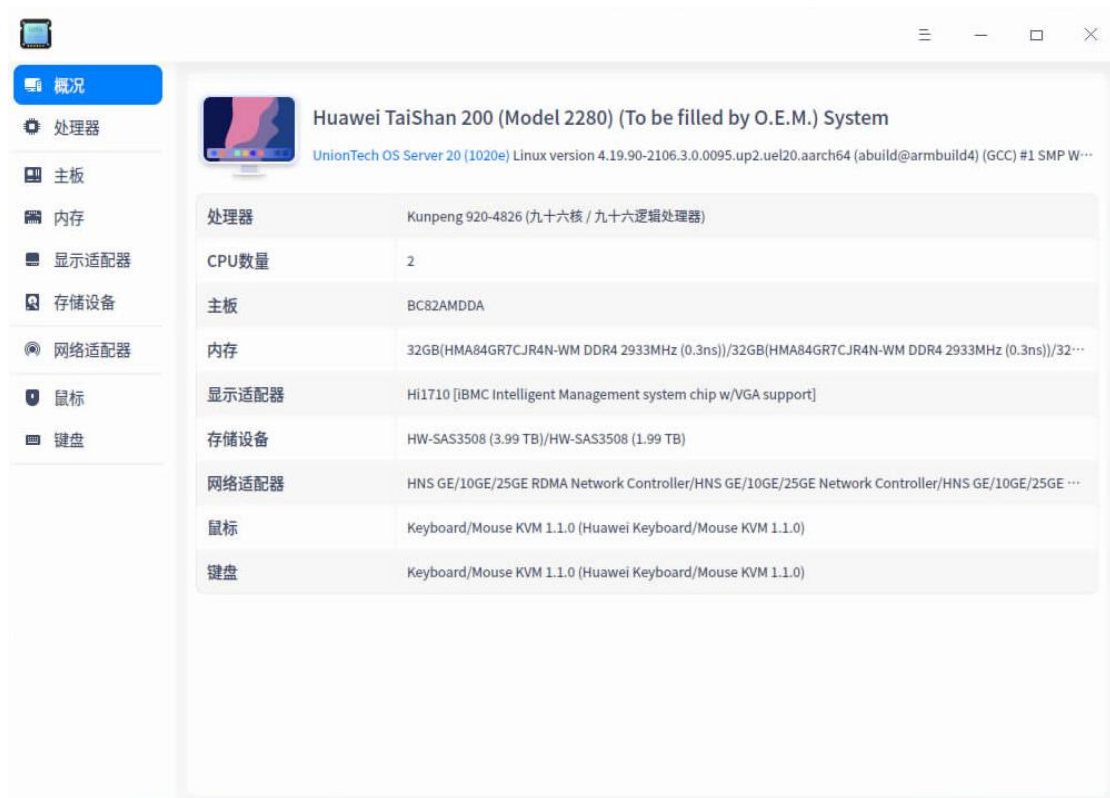 概况
处理器
主板
内存
显示适配器
存储设备
网络适配器
鼠标
键盘
Huawei TaiShan 200 (Model 2280) (To be filled by O.E.M.) System
UnionTech OS Server 20 (1020e) Linux version 4.19.90-2106.3.0.0095.up2.uel20.aarch64 (abuild@armbuild4) (GCC) #1 SMP W···
处理器 Kunpeng 920-4826 (九十六核 / 九十六逻辑处理器)
CPU数量 2
主板 BC82AMDDA
内存 32GB(HMA84GR7CJR4N-WM DDR4 2933MHz (0.3ns))/32GB(HMA84GR7CJR4N-WM DDR4 2933MHz (0.3ns))/32···
显示适配器 Hi1710 [iBMC Intelligent Management system chip w/VGA support]
存储设备 HW-SAS3508 (3.99 TB)/HW-SAS3508 (1.99 TB)
网络适配器 HNS GE/10GE/25GE RDMA Network Controller/HNS GE/10GE/25GE Network Controller/HNS GE/10GE/25GE ···
鼠标 Keyboard/Mouse KVM 1.1.0 (Huawei Keyboard/Mouse KVM 1.1.0)
键盘 Keyboard/Mouse KVM 1.1.0 (Huawei Keyboard/Mouse KVM 1.1.0)